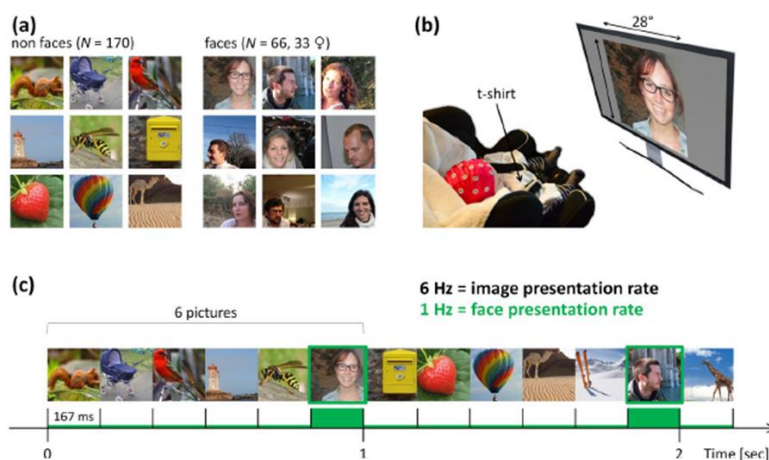 (a)
non faces (N = 170)
faces (N = 66, 33 ♀)
(b)
28°
t-shirt
(c)
6 Hz = image presentation rate
1 Hz = face presentation rate
6 pictures
167 ms
0
1
2
Time [sec]